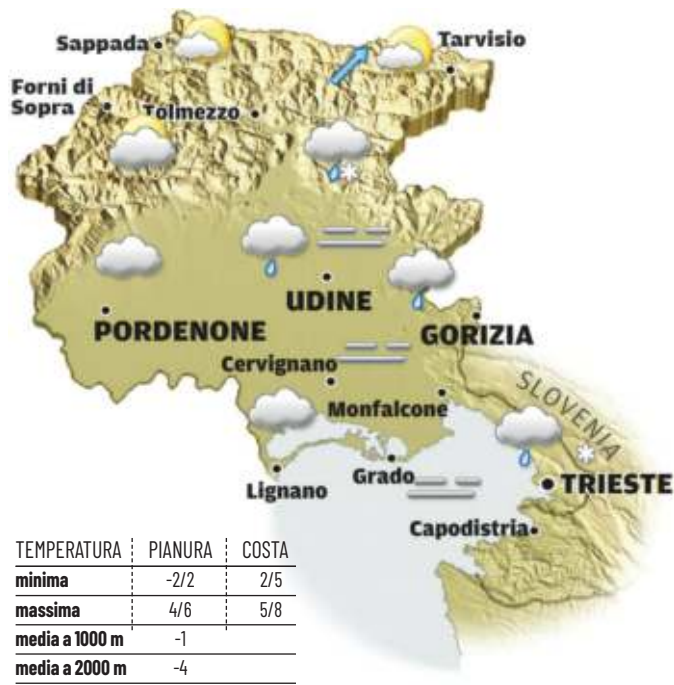 Sappada
Tarvisio
Forni di
Sopra
Tolmezzo
UDINE
PORDENONE
GORIZIA
Cervignano
SLOVENIA
Monfalcone
Grado
TRIESTE
Lignano
Capodistria
TEMPERATURA PIANURA COSTA
minima -2/2 2/5
massima 4/6 5/8
media a 1000 m -1
media a 2000 m -4